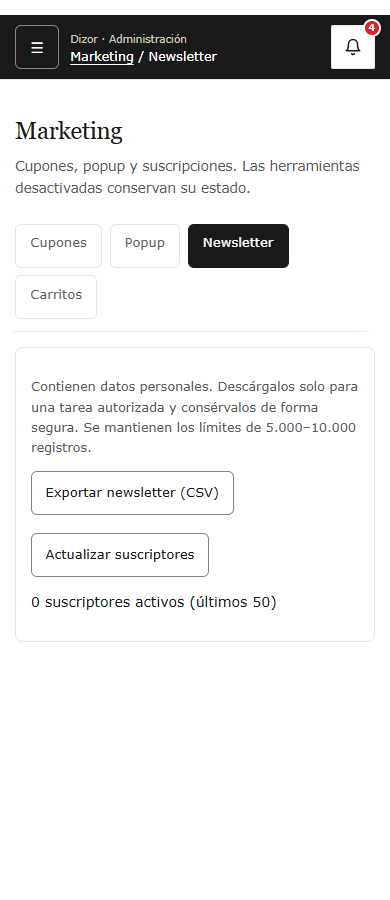 ☰
Dizor · Administración
Marketing / Newsletter
4
Marketing
Cupones, popup y suscripciones. Las herramientas
desactivadas conservan su estado.
Cupones
Popup
Newsletter
Carritos
Contienen datos personales. Descárgalos solo para
una tarea autorizada y consérvalos de forma
segura. Se mantienen los límites de 5.000–10.000
registros.
Exportar newsletter (CSV)
Actualizar suscriptores
0 suscriptores activos (últimos 50)